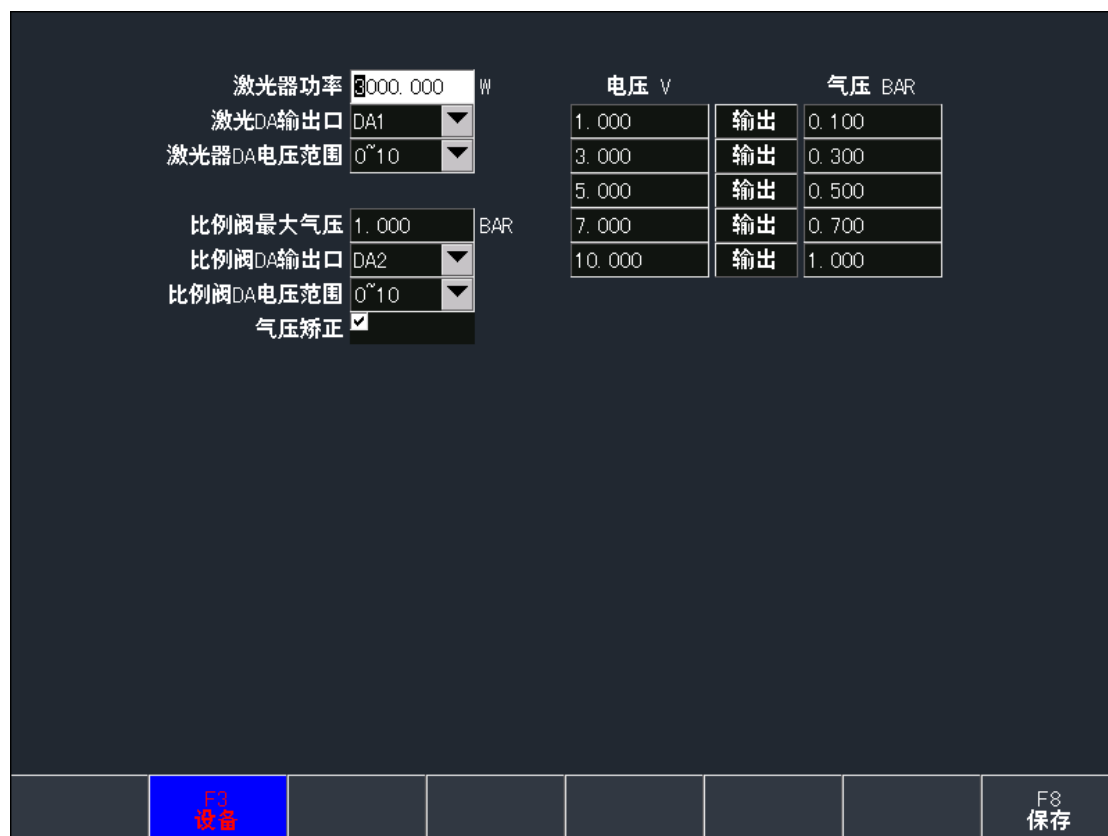 激光器功率 3000.000 W
激光DA输出口 DA1
激光器DA电压范围 0~10
比例阀最大气压 1.000 BAR
比例阀DA输出口 DA2
比例阀DA电压范围 0~10
气压矫正
电压 V 气压 BAR
1.000 输出 0.100
3.000 输出 0.300
5.000 输出 0.500
7.000 输出 0.700
10.000 输出 1.000
F3
设备
F8
保存